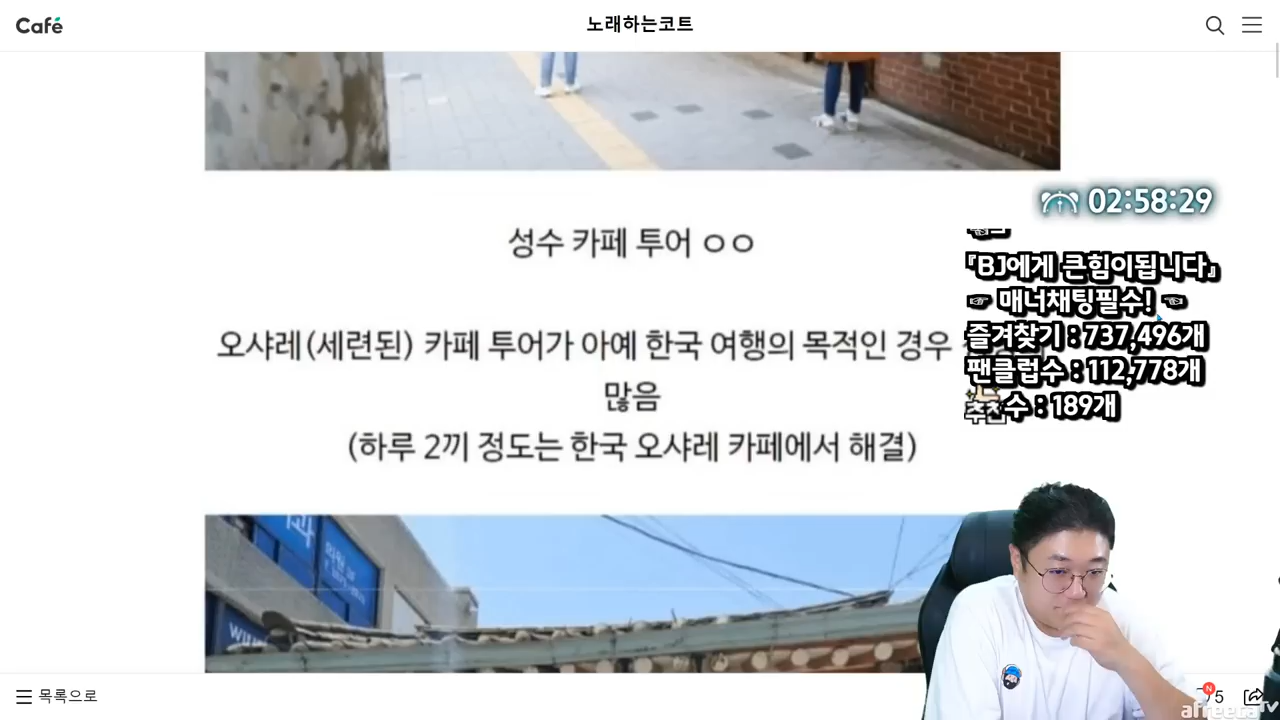 Café
노래하는코트
02:58:29
성수 카페 투어 ㅇㅇ
『BJ에게 큰힘이됩니다』
☞ 매너채팅필수! ☜
즐겨찾기 : 737,496개
오샤레(세련된) 카페 투어가 아예 한국 여행의 목적인 경우
팬클럽수 : 112,778개
많음
추천수 : 189개
(하루 2끼 정도는 한국 오샤레 카페에서 해결)
목록으로
N
5
afreecaTV